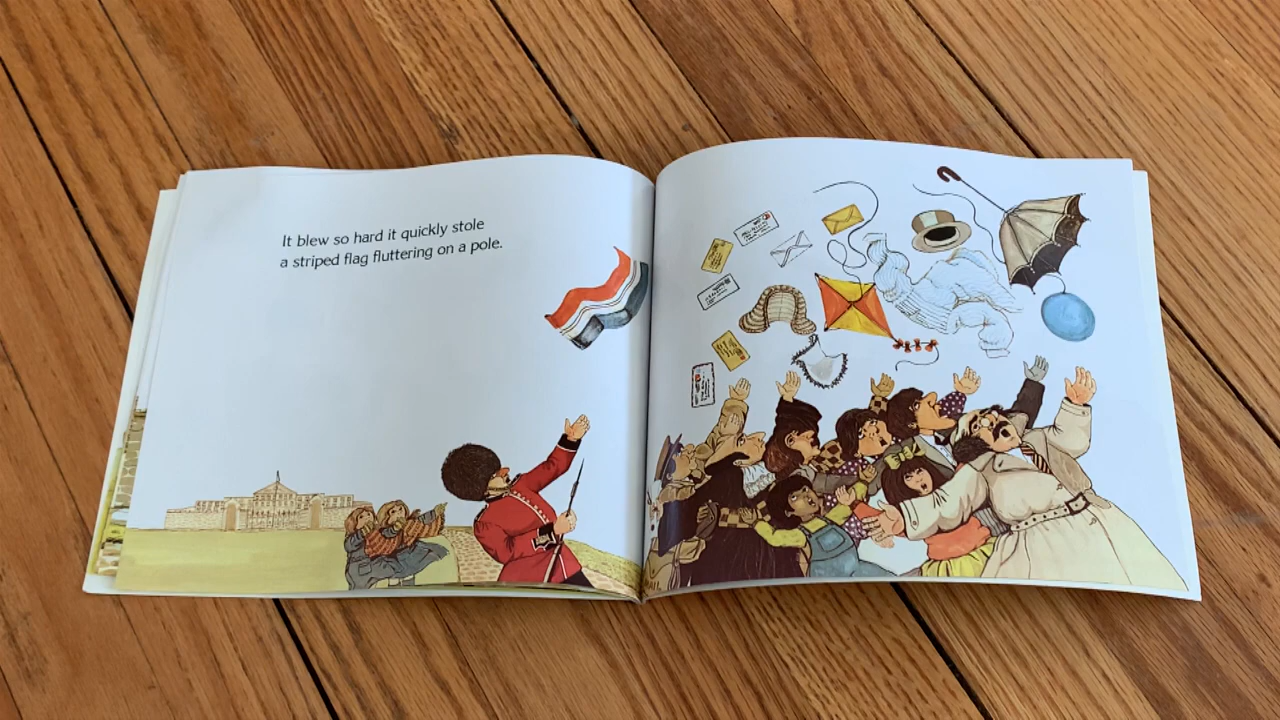 It blew so hard it quickly stole
a striped flag fluttering on a pole.